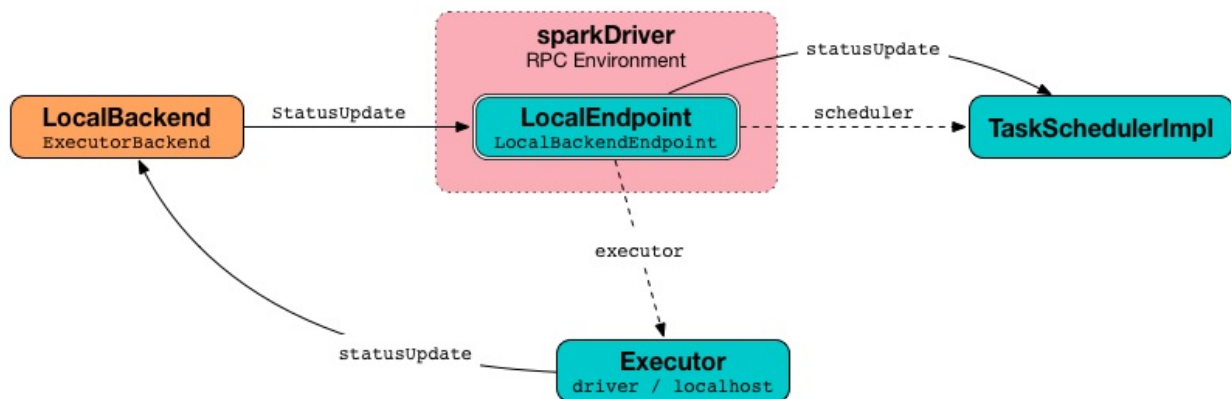 sparkDriver
RPC Environment
statusUpdate
LocalBackend
ExecutorBackend
StatusUpdate
LocalEndpoint
LocalBackendEndpoint
scheduler
TaskSchedulerImpl
executor
statusUpdate
Executor
driver / localhost